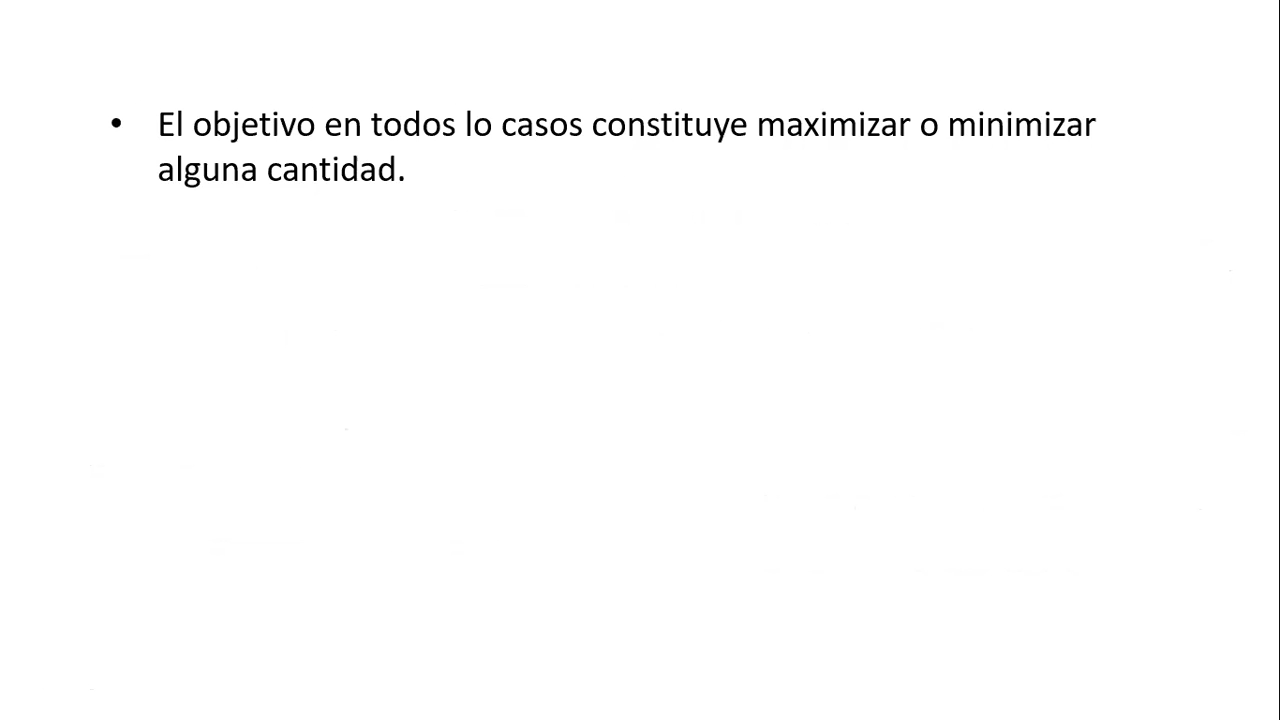 • El objetivo en todos lo casos constituye maximizar o minimizar
alguna cantidad.